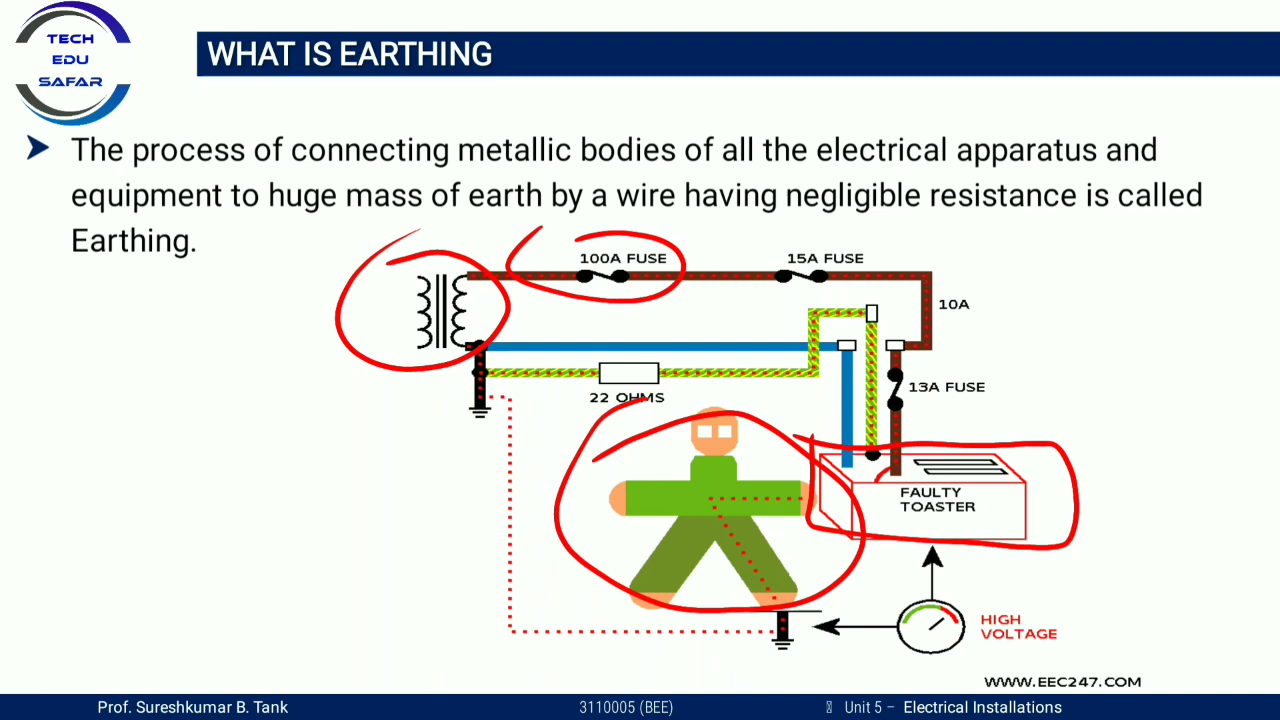 TECH
EDU
SAFAR
WHAT IS EARTHING
The process of connecting metallic bodies of all the electrical apparatus and
equipment to huge mass of earth by a wire having negligible resistance is called
Earthing.
100A FUSE
15A FUSE
10A
13A FUSE
22 OHMS
FAULTY
TOASTER
HIGH
VOLTAGE
WWW.EEC247.COM
Prof. Sureshkumar B. Tank
3110005 (BEE)
Unit 5 – Electrical Installations